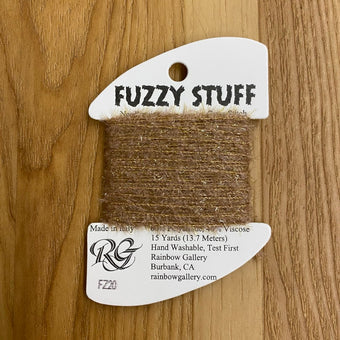 FUZZY STUFF
Made in Italy
Viscose
15 Yards (13.7 Meters)
Hand Washable, Test First
RG
Rainbow Gallery
Burbank, CA
rainbowgallery.com
FZ20